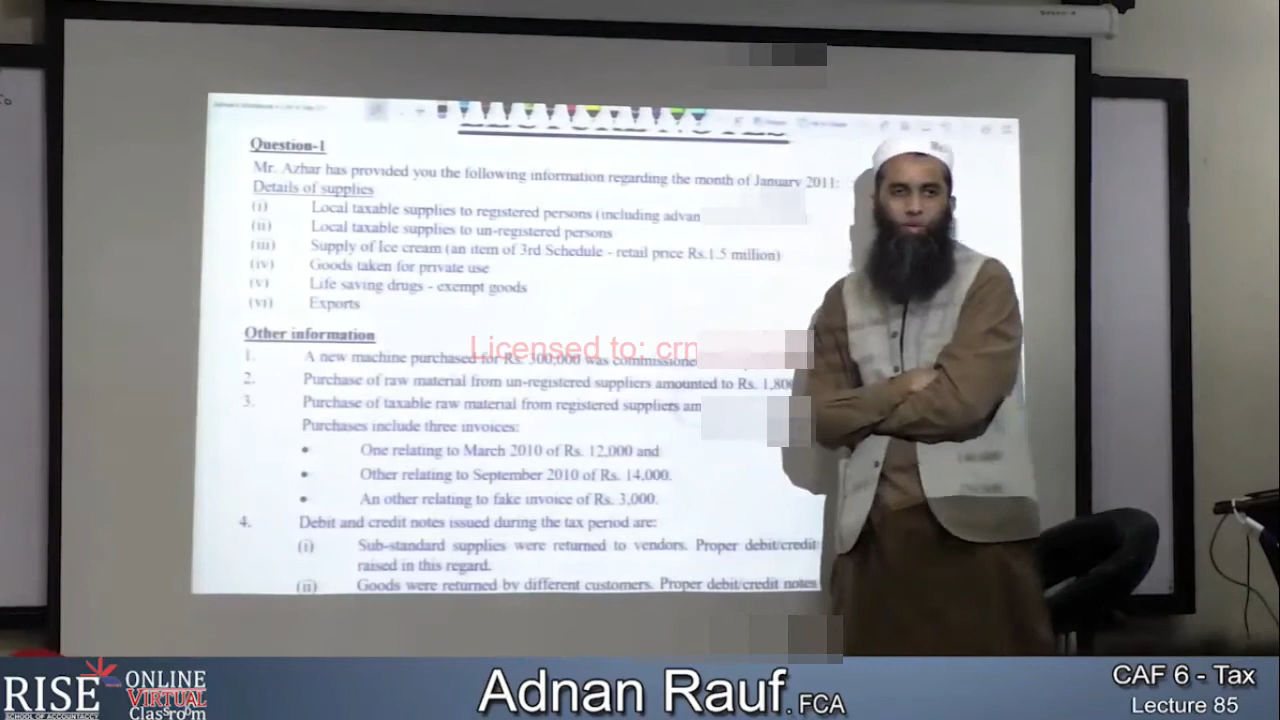 Question-1
Mr. Azhar has provided you the following information regarding the month of January 2011:
Details of supplies
(i) Local taxable supplies to registered persons (including advan
(ii) Local taxable supplies to un-registered persons
(iii) Supply of Ice cream (an item of 3rd Schedule - retail price Rs.1.5 million)
(iv) Goods taken for private use
(v) Life saving drugs - exempt goods
(vi) Exports
Other information
Licensed to: crn
1. A new machine purchased for Rs. 300,000 was commissione
2. Purchase of raw material from un-registered suppliers amounted to Rs. 1,800
3. Purchase of taxable raw material from registered suppliers am
Purchases include three invoices:
• One relating to March 2010 of Rs. 12,000 and
• Other relating to September 2010 of Rs. 14,000.
• An other relating to fake invoice of Rs. 3,000.
4. Debit and credit notes issued during the tax period are:
(i) Sub-standard supplies were returned to vendors. Proper debit/credit
raised in this regard.
(ii) Goods were returned by different customers. Proper debit/credit notes
RISE
SCHOOL OF ACCOUNTANCY
ONLINE
VIRTUAL
Classroom
Adnan Rauf. FCA
CAF 6 - Tax
Lecture 85